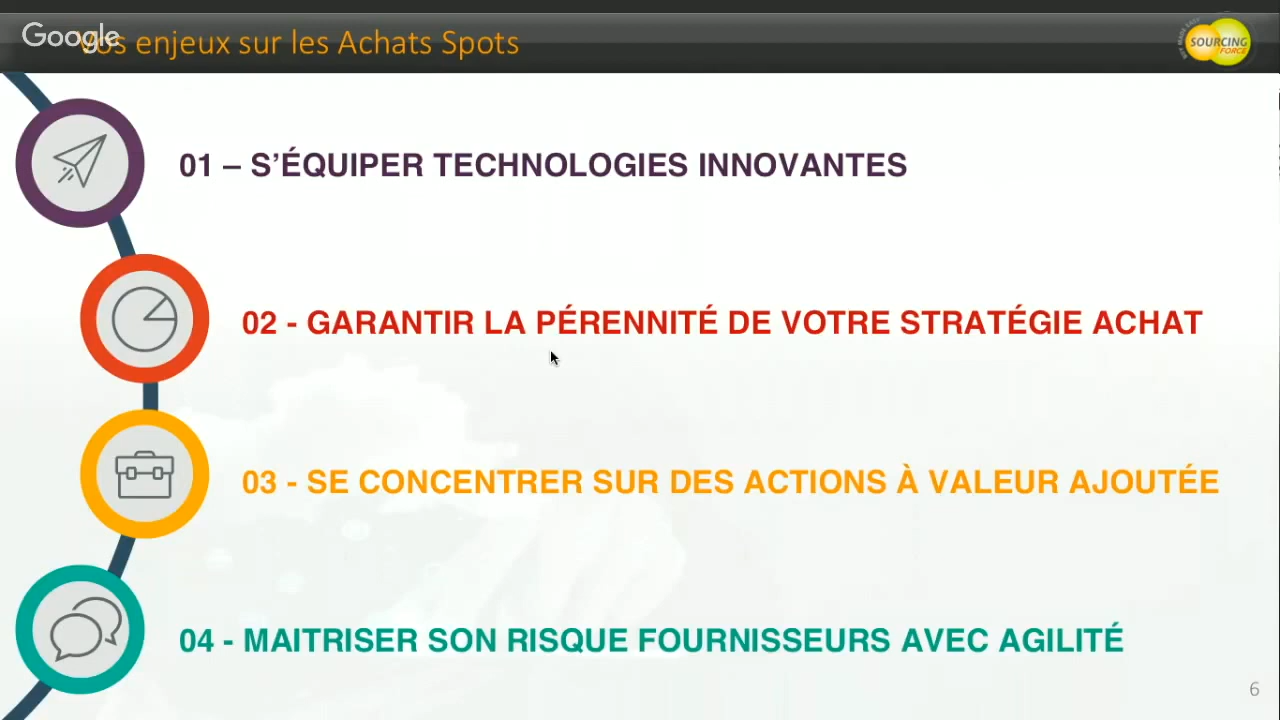 Google
Vos enjeux sur les Achats Spots
SOURCING
FORCE
01 – S’ÉQUIPER TECHNOLOGIES INNOVANTES
02 - GARANTIR LA PÉRENNITÉ DE VOTRE STRATÉGIE ACHAT
03 - SE CONCENTRER SUR DES ACTIONS À VALEUR AJOUTÉE
04 - MAITRISER SON RISQUE FOURNISSEURS AVEC AGILITÉ
6